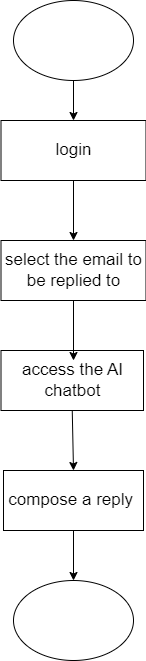 login
select the email to
be replied to
access the AI
chatbot
compose a reply